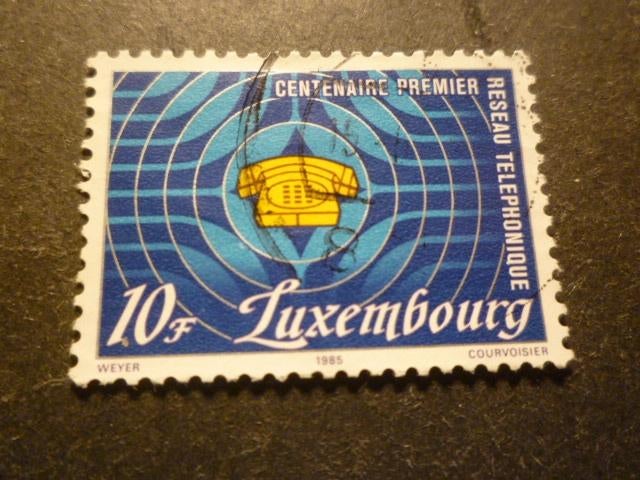 CENTENAIRE PREMIER
RESEAU TELEPHONIQUE
10F Luxembourg
WEYER 1985 COURVOISIER